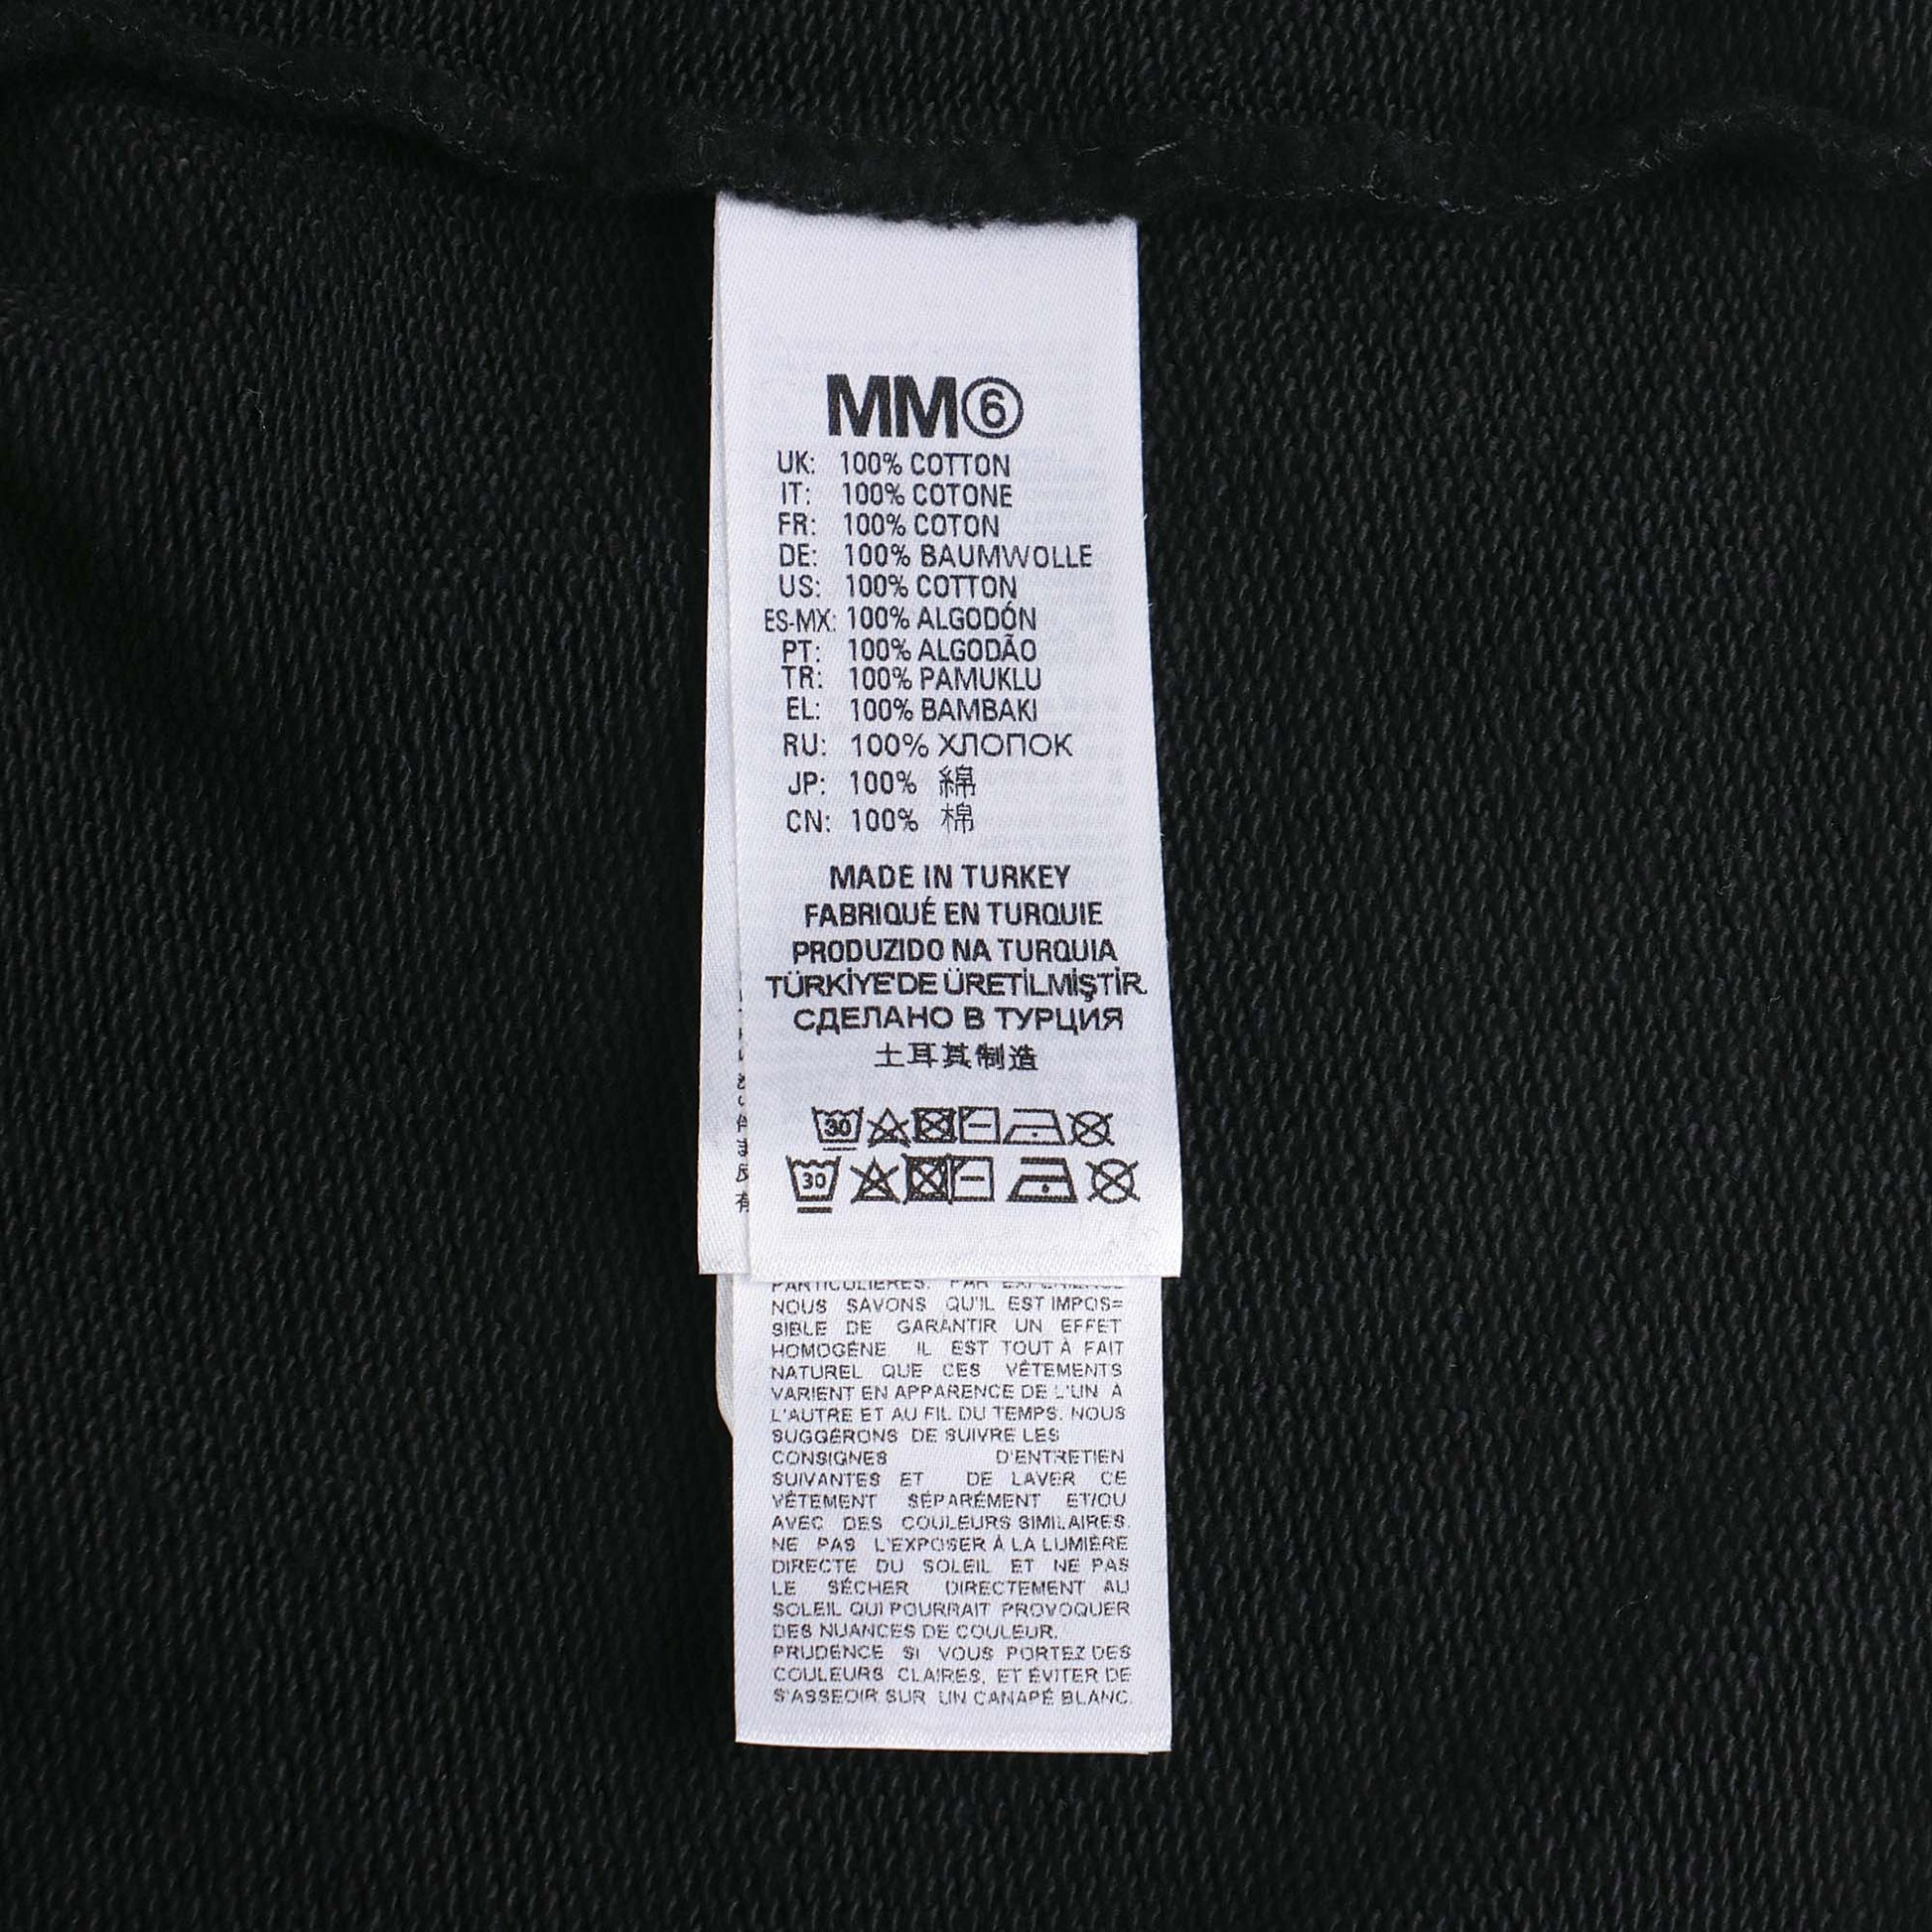 MM⑥
UK: 100% COTTON
IT: 100% COTONE
FR: 100% COTON
DE: 100% BAUMWOLLE
US: 100% COTTON
ES-MX: 100% ALGODÓN
PT: 100% ALGODÃO
TR: 100% PAMUKLU
EL: 100% BAMBAKI
RU: 100% ХЛОПОК
JP: 100% 綿
CN: 100% 棉
MADE IN TURKEY
FABRIQUÉ EN TURQUIE
PRODUZIDO NA TURQUIA
TÜRKİYE'DE ÜRETİLMİŞTİR.
СДЕЛАНО В ТУРЦИЯ
土耳其制造
30
30
PARTICULIÈRES. PAR EXPÉRIENCE
NOUS SAVONS QU'IL EST IMPOS=
SIBLE DE GARANTIR UN EFFET
HOMOGÈNE. IL EST TOUT À FAIT
NATUREL QUE CES VÊTEMENTS
VARIENT EN APPARENCE DE L'UN À
L'AUTRE ET AU FIL DU TEMPS. NOUS
SUGGÉRONS DE SUIVRE LES
CONSIGNES D'ENTRETIEN
SUIVANTES ET DE LAVER CE
VÊTEMENT SÉPARÉMENT ET/OU
AVEC DES COULEURS SIMILAIRES.
NE PAS L'EXPOSER À LA LUMIÈRE
DIRECTE DU SOLEIL ET NE PAS
LE SÉCHER DIRECTEMENT AU
SOLEIL QUI POURRAIT PROVOQUER
DES NUANCES DE COULEUR.
PRUDENCE SI VOUS PORTEZ DES
COULEURS CLAIRES, ET ÉVITER DE
S'ASSEOIR SUR UN CANAPÉ BLANC.